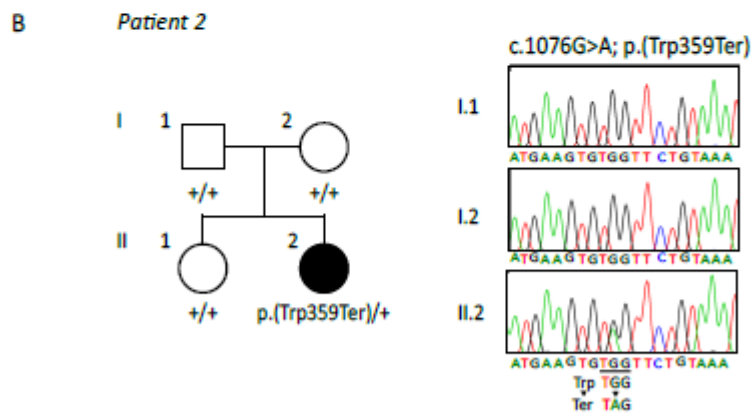 B
Patient 2
I
1
2
+/+
+/+
II
1
2
+/+
p.(Trp359Ter)/+
c.1076G>A; p.(Trp359Ter)
I.1
ATGAAGTGTGGTTCTGTAAA
I.2
ATGAAGTGTGGTTCTGTAAA
II.2
ATGAAGTGTGGTTCTGTAAA
Trp TGG
Ter TAG